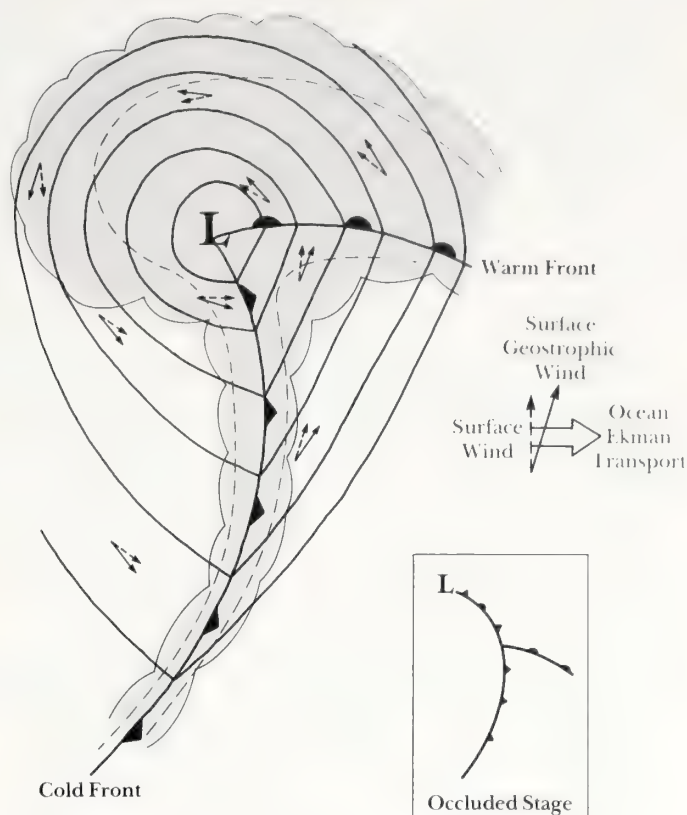 L
Warm Front
Surface
Geostrophic
Wind
Surface
Wind
Ocean
Ekman
Transport
L
Cold Front
Occluded Stage